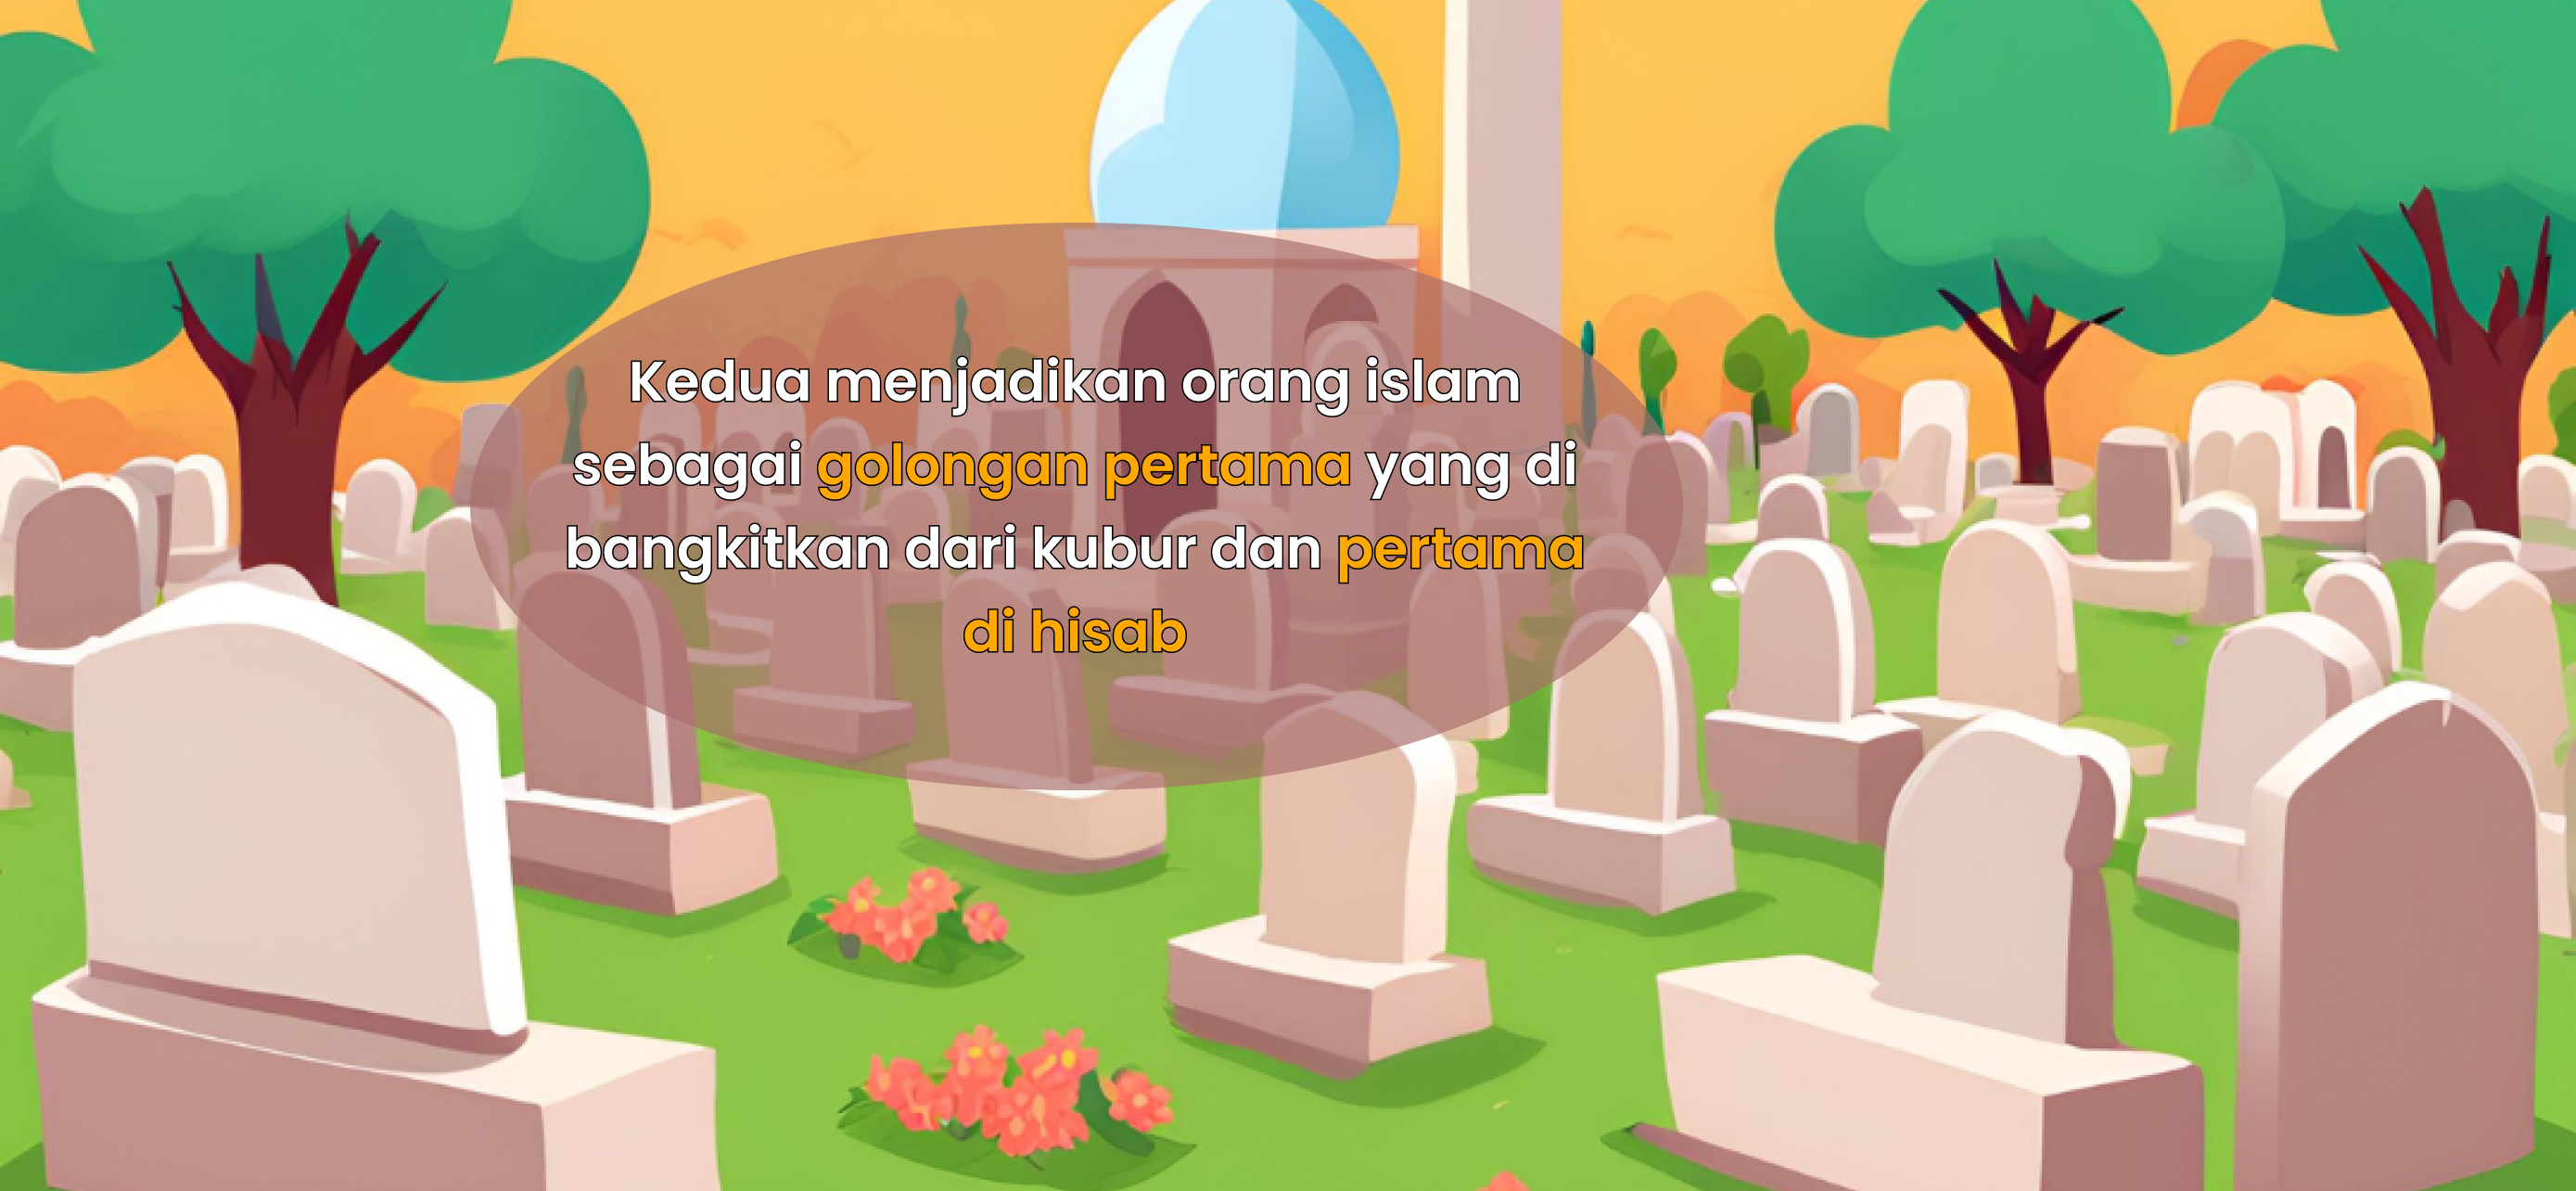 Kedua menjadikan orang islam
sebagai golongan pertama yang di
bangkitkan dari kubur dan pertama
di hisab